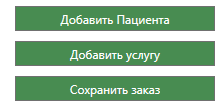 Добавить Пациента
Добавить услугу
Сохранить заказ